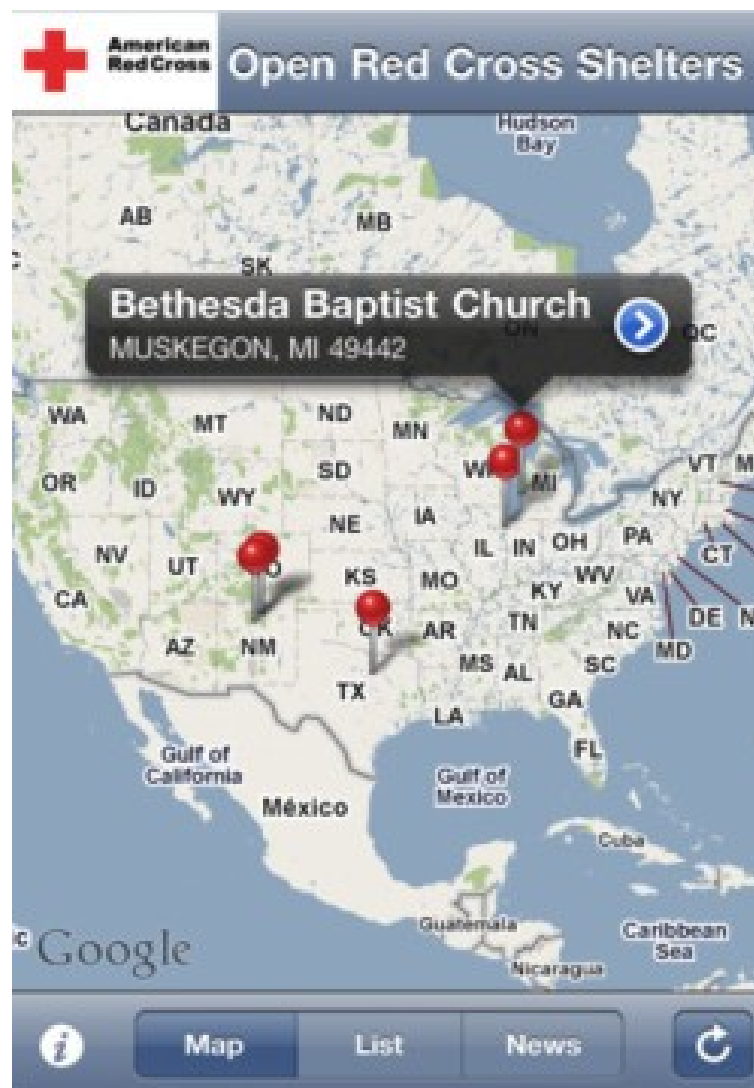 American
Red Cross
Open Red Cross Shelters
Canada
Hudson
Bay
AB
MB
SK
Bethesda Baptist Church
MUSKEGON, MI 49442
ON
QC
WA
MT
ND
MN
VT
OR
ID
SD
MI
WY
NY
NE
IA
NV
UT
IL
IN
OH
PA
CT
CA
KS
MO
KY
WV
VA
DE
AZ
NM
AR
TN
NC
MD
TX
MS
AL
SC
LA
GA
FL
Gulf of
California
Gulf of
Mexico
México
Cuba
Guatemala
Caribbean
Sea
Nicaragua
Google
Map
List
News